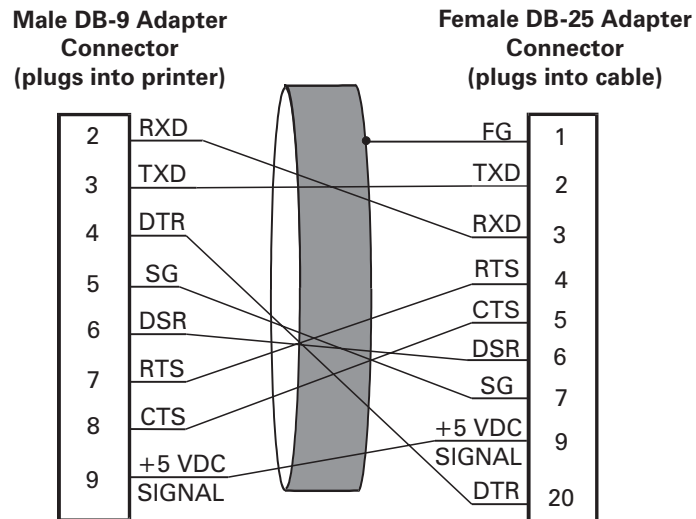 Male DB-9 Adapter
Connector
(plugs into printer)
Female DB-25 Adapter
Connector
(plugs into cable)
2 RXD
3 TXD
4 DTR
5 SG
6 DSR
7 RTS
8 CTS
9 +5 VDC
SIGNAL
FG 1
TXD 2
RXD 3
RTS 4
CTS 5
DSR 6
SG 7
+5 VDC 9
SIGNAL
DTR 20